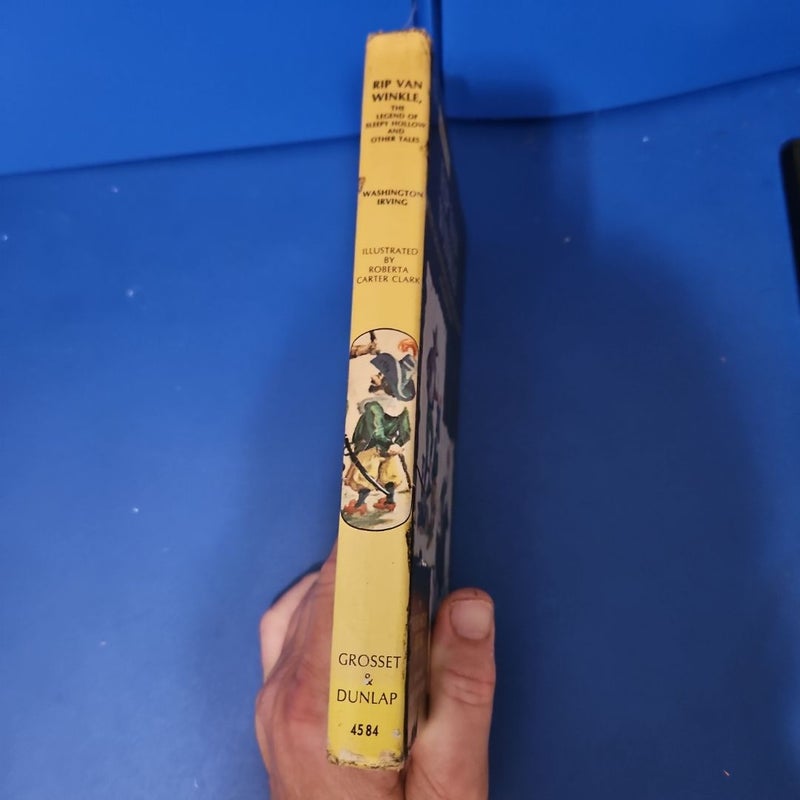 RIP VAN
WINKLE,
THE
LEGEND OF
SLEEPY HOLLOW
AND
OTHER TALES
WASHINGTON
IRVING
ILLUSTRATED
BY
ROBERTA
CARTER CLARK
GROSSET
&
DUNLAP
4584